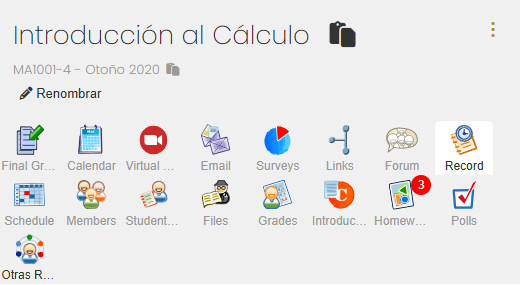 Introducción al Cálculo
MA1001-4 - Otoño 2020
Renombrar
Final Gr... Calendar Virtual ... Email Surveys Links Forum Record
3
Schedule Members Student... Files Grades Introduc... Homew... Polls
Otras R...